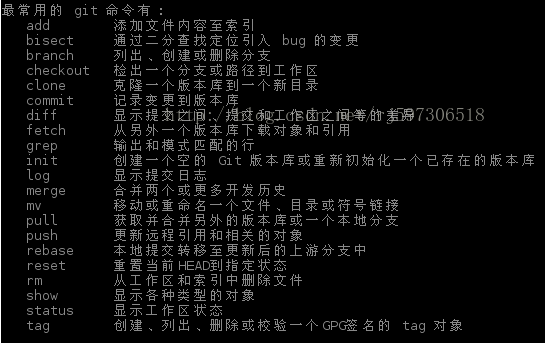 最常用的 git 命令有：
add 添加文件内容至索引
bisect 通过二分查找定位引入 bug 的变更
branch 列出、创建或删除分支
checkout 检出一个分支或路径到工作区
clone 克隆一个版本库到一个新目录
commit 记录变更到版本库
diff 显示提交之间、提交和工作区之间等的差异
fetch 从另外一个版本库下载对象和引用
grep 输出和模式匹配的行
init 创建一个空的 Git 版本库或重新初始化一个已存在的版本库
log 显示提交日志
merge 合并两个或更多开发历史
mv 移动或重命名一个文件、目录或符号链接
pull 获取并合并另外的版本库或一个本地分支
push 更新远程引用和相关的对象
rebase 本地提交转移至更新后的上游分支中
reset 重置当前HEAD到指定状态
rm 从工作区和索引中删除文件
show 显示各种类型的对象
status 显示工作区状态
tag 创建、列出、删除或校验一个GPG签名的 tag 对象